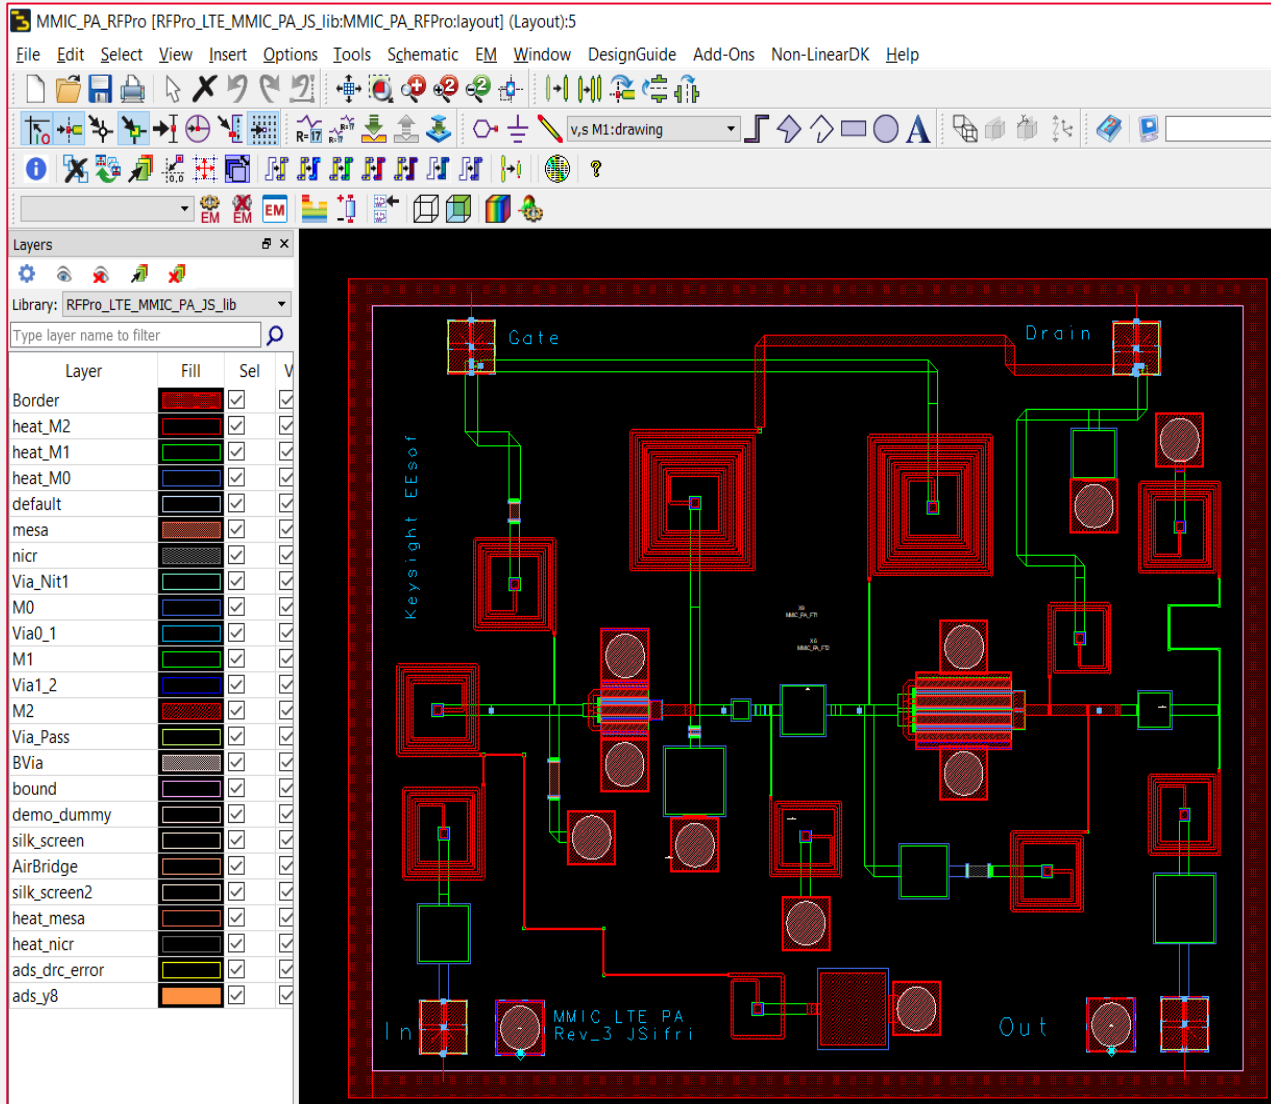 MMIC_PA_RFPro [RFPro_LTE_MMIC_PA_JS_lib:MMIC_PA_RFPro:layout] (Layout):5
File Edit Select View Insert Options Tools Schematic EM Window DesignGuide Add-Ons Non-LinearDK Help
v,s M1:drawing
EM EM EM
Layers
Library: RFPro_LTE_MMIC_PA_JS_lib
Type layer name to filter
Layer Fill Sel V
Border
heat_M2
heat_M1
heat_M0
default
mesa
nicr
Via_Nit1
M0
Via0_1
M1
Via1_2
M2
Via_Pass
BVia
bound
demo_dummy
silk_screen
AirBridge
silk_screen2
heat_mesa
heat_nicr
ads_drc_error
ads_y8
Gate
Drain
Keysight EEsof
MMIC_PA_FT1
X6
MMIC_PA_FT2
In
MMIC LTE PA
Rev_3 JSifri
Out